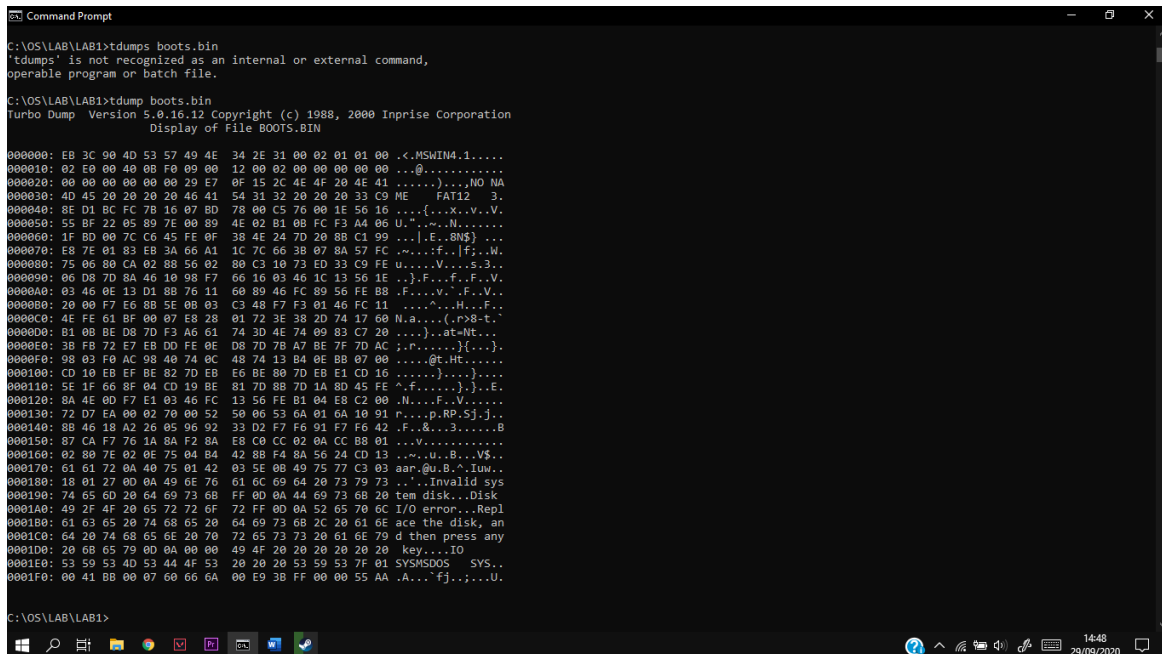 Command Prompt
C:\OS\LAB\LAB1>tdumps boots.bin
'tdumps' is not recognized as an internal or external command,
operable program or batch file.
C:\OS\LAB\LAB1>tdump boots.bin
Turbo Dump  Version 5.0.16.12 Copyright (c) 1988, 2000 Inprise Corporation
Display of File BOOTS.BIN
000000: EB 3C 90 4D 53 57 49 4E  34 2E 31 00 02 01 01 00 .<.MSWIN4.1.....
000010: 02 E0 00 40 0B F0 09 00  12 00 02 00 00 00 00 00 ...@............
000020: 00 00 00 00 00 00 29 E7  0F 15 2C 4E 4F 20 4E 41 ......)...,NO NA
000030: 4D 45 20 20 20 20 46 41  54 31 32 20 20 20 33 C9 ME    FAT12   3.
000040: 8E D1 BC FC 7B 16 07 BD  78 00 C5 76 00 1E 56 16 ....{...x..v..V.
000050: 55 BF 22 05 89 7E 00 89  4E 02 B1 0B FC F3 A4 06 U."..~..N.......
000060: 1F BD 00 7C C6 45 FE 0F  38 4E 24 7D 20 8B C1 99 ...|.E..8N$} ...
000070: E8 7E 01 83 EB 3A 66 A1  1C 7C 66 3B 07 8A 57 FC .~...:f..|f;..W.
000080: 75 06 80 CA 02 88 56 02  80 C3 10 73 ED 33 C9 FE u.....V....s.3..
000090: 06 D8 7D 8A 46 10 98 F7  66 16 03 46 1C 13 56 1E ..}.F...f..F..V.
0000A0: 03 46 0E 13 D1 8B 76 11  60 89 46 FC 89 56 FE B8 .F....v.`.F..V..
0000B0: 20 00 F7 E6 8B 5E 0B 03  C3 48 F7 F3 01 46 FC 11  ....^...H...F..
0000C0: 4E FE 61 BF 00 07 E8 28  01 72 3E 38 2D 74 17 60 N.a....(.r>8-t.`
0000D0: B1 0B BE D8 7D F3 A6 61  74 3D 4E 74 09 83 C7 20 ....}..at=Nt... 
0000E0: 3B FB 72 E7 EB DD FE 0E  D8 7D 7B A7 BE 7F 7D AC ;.r......}{...}.
0000F0: 98 03 F0 AC 98 40 74 0C  48 74 13 B4 0E BB 07 00 .....@t.Ht......
000100: CD 10 EB EF BE 82 7D EB  E6 BE 80 7D EB E1 CD 16 ......}....}....
000110: 5E 1F 66 8F 04 CD 19 BE  81 7D 8B 7D 1A 8D 45 FE ^.f......}.}..E.
000120: 8A 4E 0D F7 E1 03 46 FC  13 56 FE B1 04 E8 C2 00 .N....F..V......
000130: 72 D7 EA 00 02 70 00 52  50 06 53 6A 01 6A 10 91 r....p.RP.Sj.j..
000140: 8B 46 18 A2 26 05 96 92  33 D2 F7 F6 91 F7 F6 42 .F..&...3......B
000150: 87 CA F7 76 1A 8A F2 8A  E8 C0 CC 02 0A CC B8 01 ...v............
000160: 02 80 7E 02 0E 75 04 B4  42 8B F4 8A 56 24 CD 13 ..~..u..B...V$..
000170: 61 61 72 0A 40 75 01 42  03 5E 0B 49 75 77 C3 03 aar.@u.B.^.Iuw..
000180: 18 01 27 0D 0A 49 6E 76  61 6C 69 64 20 73 79 73 ..'..Invalid sys
000190: 74 65 6D 20 64 69 73 6B  FF 0D 0A 44 69 73 6B 20 tem disk...Disk 
0001A0: 49 2F 4F 20 65 72 72 6F  72 FF 0D 0A 52 65 70 6C I/O error...Repl
0001B0: 61 63 65 20 74 68 65 20  64 69 73 6B 2C 20 61 6E ace the disk, an
0001C0: 64 20 74 68 65 6E 20 70  72 65 73 73 20 61 6E 79 d then press any
0001D0: 20 6B 65 79 0D 0A 00 00  49 4F 20 20 20 20 20 20  key....IO
0001E0: 53 59 53 4D 53 44 4F 53  20 20 20 53 59 53 7F 01 SYSMSDOS   SYS..
0001F0: 00 41 BB 00 07 60 66 6A  00 E9 3B FF 00 00 55 AA .A...`fj..;...U.
C:\OS\LAB\LAB1>
14:48
29/09/2020